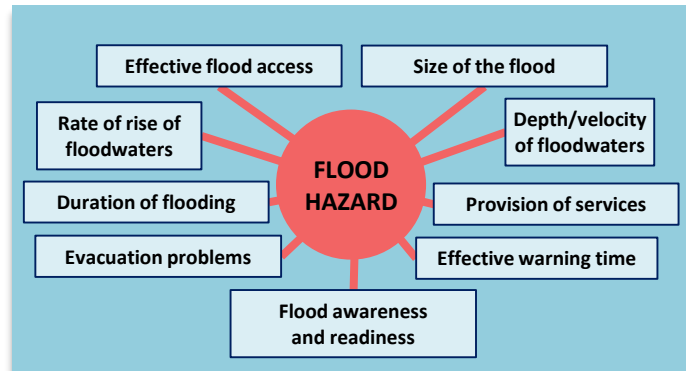 Effective flood access
Size of the flood
Rate of rise of
floodwaters
Depth/velocity
of floodwaters
FLOOD
HAZARD
Duration of flooding
Provision of services
Evacuation problems
Effective warning time
Flood awareness
and readiness